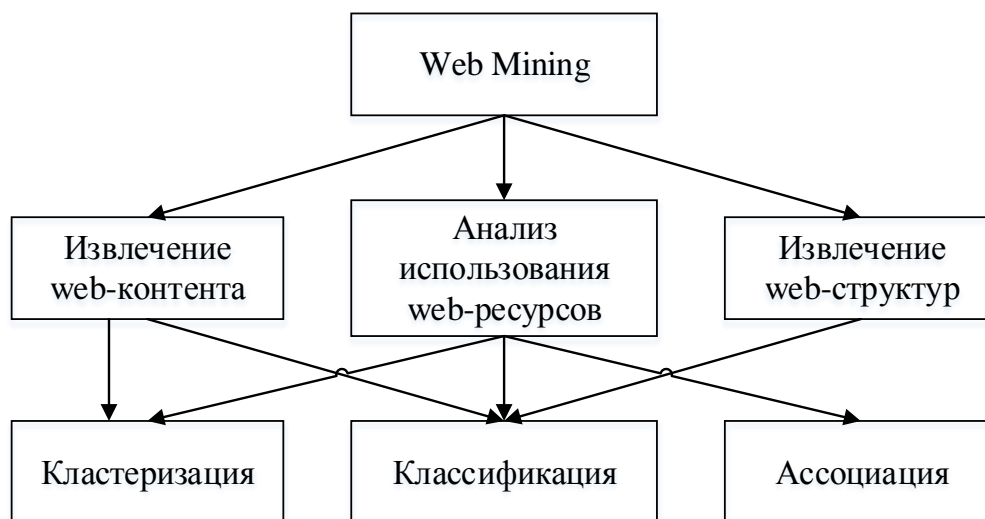 Web Mining
Извлечение
web-контента
Анализ
использования
web-ресурсов
Извлечение
web-структур
Кластеризация
Классификация
Ассоциация